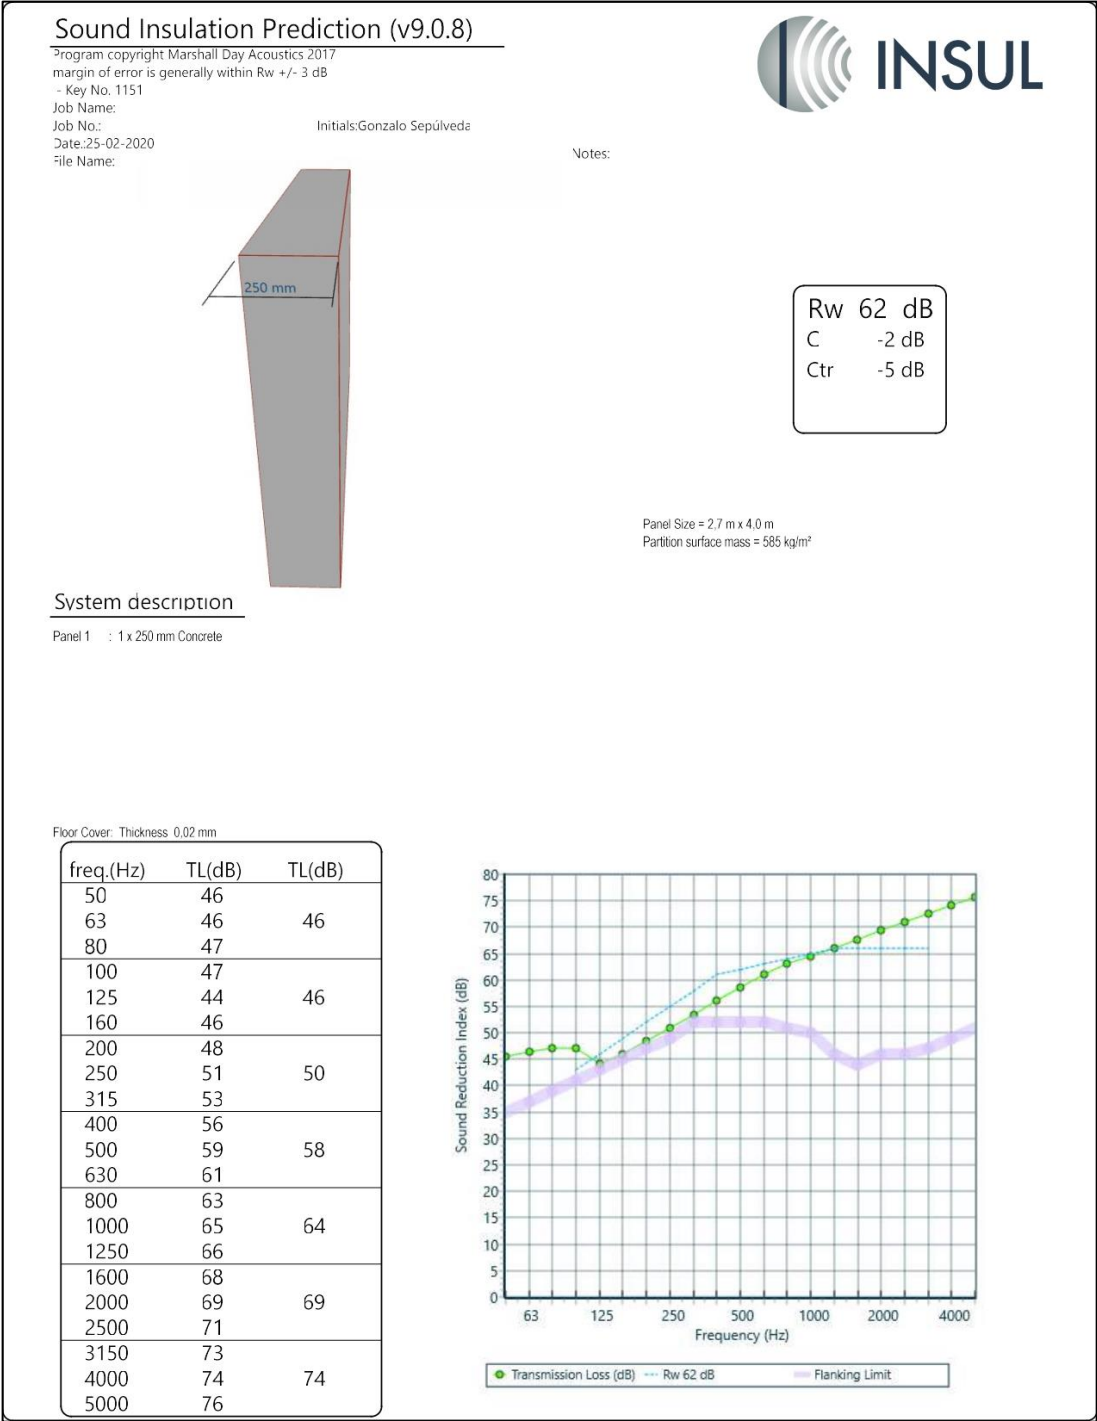 Sound Insulation Prediction (v9.0.8)
Program copyright Marshall Day Acoustics 2017
margin of error is generally within Rw +/- 3 dB
- Key No. 1151
Job Name:
Job No.: Initials:Gonzalo Sepúlveda
Date.:25-02-2020
File Name:
INSUL
Notes:
250 mm
Rw 62 dB
C -2 dB
Ctr -5 dB
Panel Size = 2,7 m x 4,0 m
Partition surface mass = 585 kg/m²
System description
Panel 1 : 1 x 250 mm Concrete
Floor Cover: Thickness 0,02 mm
freq.(Hz) TL(dB) TL(dB)
50 46
63 46 46
80 47
100 47
125 44 46
160 46
200 48
250 51 50
315 53
400 56
500 59 58
630 61
800 63
1000 65 64
1250 66
1600 68
2000 69 69
2500 71
3150 73
4000 74 74
5000 76
Sound Reduction Index (dB)
80
75
70
65
60
55
50
45
40
35
30
25
20
15
10
5
0
63 125 250 500 1000 2000 4000
Frequency (Hz)
Transmission Loss (dB) Rw 62 dB Flanking Limit